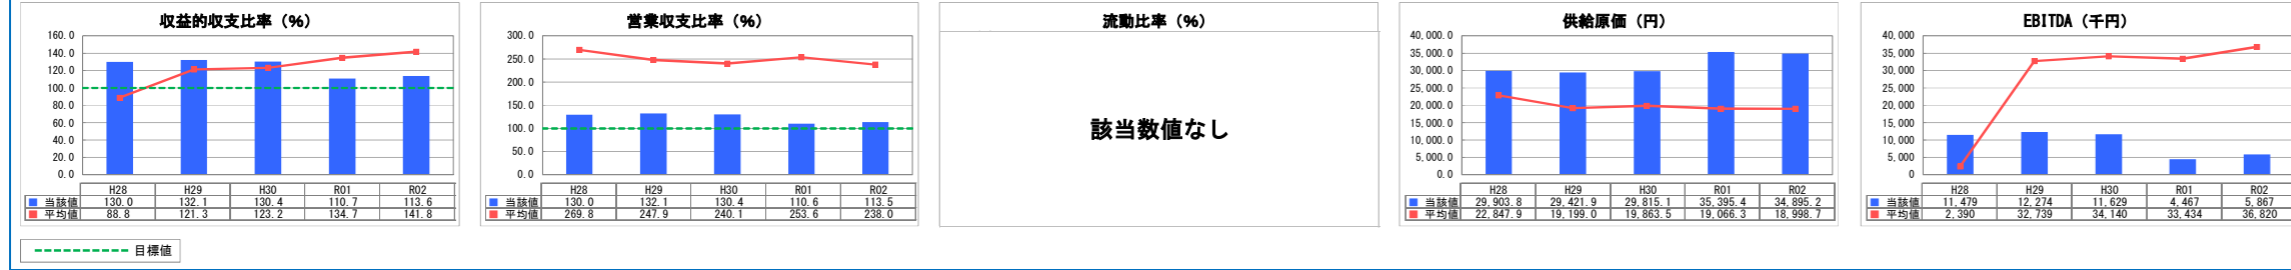 収益的収支比率（%）
160.0
140.0
120.0
100.0
80.0
60.0
40.0
20.0
0.0
H28 H29 H30 R01 R02
当該値 130.0 132.1 130.4 110.7 113.6
平均値 88.8 121.3 123.2 134.7 141.8
営業収支比率（%）
300.0
250.0
200.0
150.0
100.0
50.0
0.0
H28 H29 H30 R01 R02
当該値 130.0 132.1 130.4 110.6 113.5
平均値 269.8 247.9 240.1 253.6 238.0
流動比率（%）
該当数値なし
供給原価（円）
40,000.0
35,000.0
30,000.0
25,000.0
20,000.0
15,000.0
10,000.0
5,000.0
0.0
H28 H29 H30 R01 R02
当該値 29,903.8 29,421.9 29,815.1 35,395.4 34,895.2
平均値 22,847.9 19,199.0 19,863.5 19,066.3 18,998.7
EBITDA（千円）
40,000
35,000
30,000
25,000
20,000
15,000
10,000
5,000
0
H28 H29 H30 R01 R02
当該値 11,479 12,274 11,629 4,467 5,867
平均値 2,390 32,739 34,140 33,434 36,820
目標値